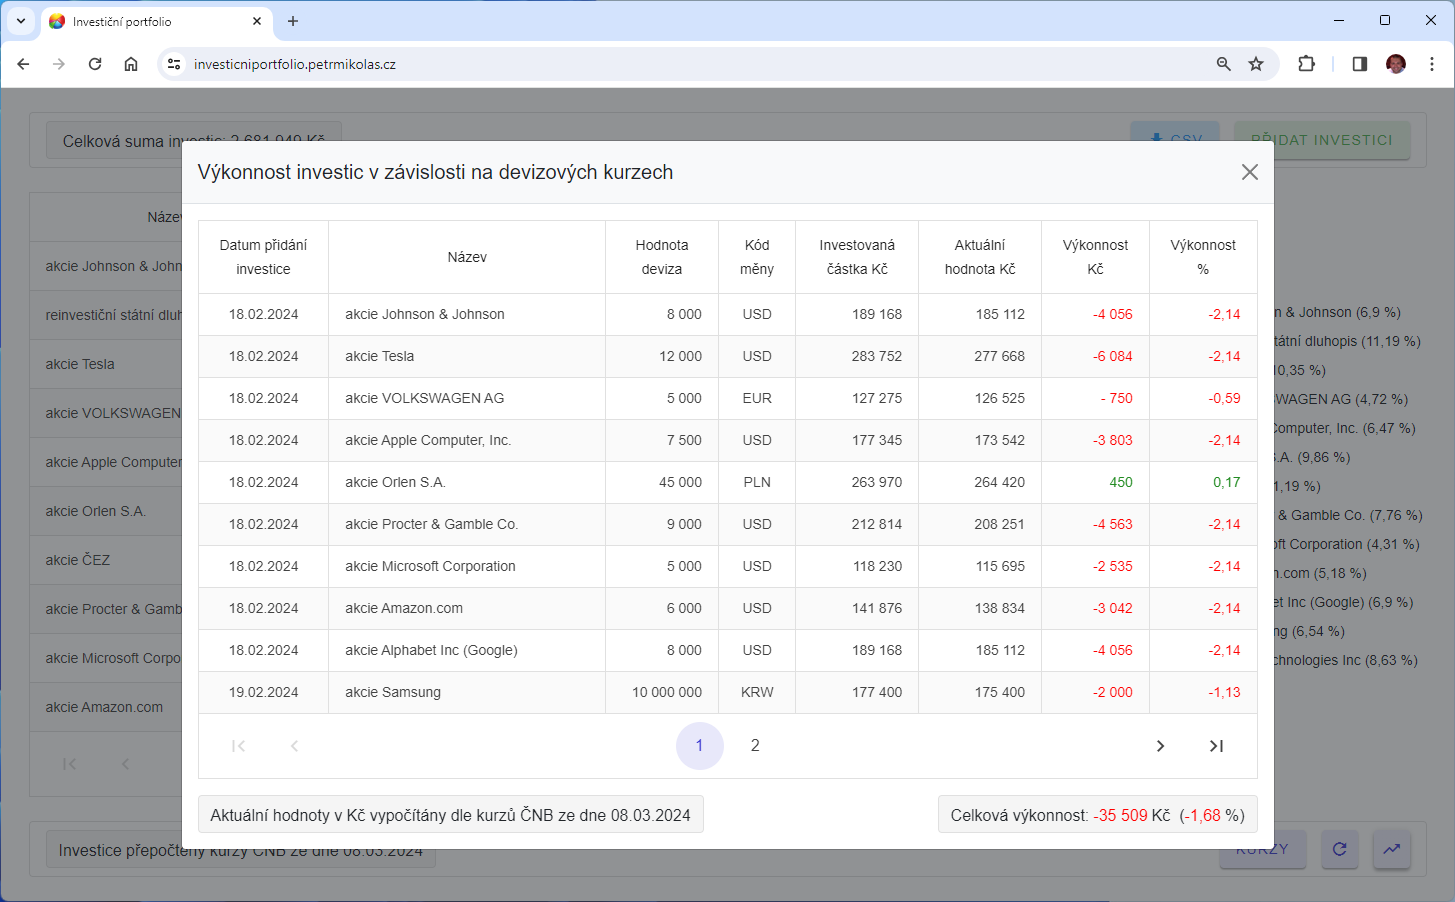 Investiční portfolio
investicniportfolio.petrmikolas.cz
Celková suma investic: 2 681 949 Kč
CSV
PŘIDAT INVESTICI
Výkonnost investic v závislosti na devizových kurzech
Datum přidání investice
Název
Hodnota deviza
Kód měny
Investovaná částka Kč
Aktuální hodnota Kč
Výkonnost Kč
Výkonnost %
18.02.2024 akcie Johnson & Johnson 8 000 USD 189 168 185 112 -4 056 -2,14
18.02.2024 akcie Tesla 12 000 USD 283 752 277 668 -6 084 -2,14
18.02.2024 akcie VOLKSWAGEN AG 5 000 EUR 127 275 126 525 - 750 -0,59
18.02.2024 akcie Apple Computer, Inc. 7 500 USD 177 345 173 542 -3 803 -2,14
18.02.2024 akcie Orlen S.A. 45 000 PLN 263 970 264 420 450 0,17
18.02.2024 akcie Procter & Gamble Co. 9 000 USD 212 814 208 251 -4 563 -2,14
18.02.2024 akcie Microsoft Corporation 5 000 USD 118 230 115 695 -2 535 -2,14
18.02.2024 akcie Amazon.com 6 000 USD 141 876 138 834 -3 042 -2,14
18.02.2024 akcie Alphabet Inc (Google) 8 000 USD 189 168 185 112 -4 056 -2,14
19.02.2024 akcie Samsung 10 000 000 KRW 177 400 175 400 -2 000 -1,13
1 2
Aktuální hodnoty v Kč vypočítány dle kurzů ČNB ze dne 08.03.2024
Celková výkonnost: -35 509 Kč (-1,68 %)
Název
akcie Johnson & John
reinvestiční státní dluh
akcie Tesla
akcie VOLKSWAGEN
akcie Apple Computer
akcie Orlen S.A.
akcie ČEZ
akcie Procter & Gamb
akcie Microsoft Corpo
akcie Amazon.com
n & Johnson (6,9 %)
tátní dluhopis (11,19 %)
0,35 %)
SWAGEN AG (4,72 %)
Computer, Inc. (6,47 %)
S.A. (9,86 %)
1,19 %)
& Gamble Co. (7,76 %)
oft Corporation (4,31 %)
n.com (5,18 %)
et Inc (Google) (6,9 %)
ng (6,54 %)
chnologies Inc (8,63 %)
Investice přepočteny kurzy ČNB ze dne 08.03.2024
KURZY